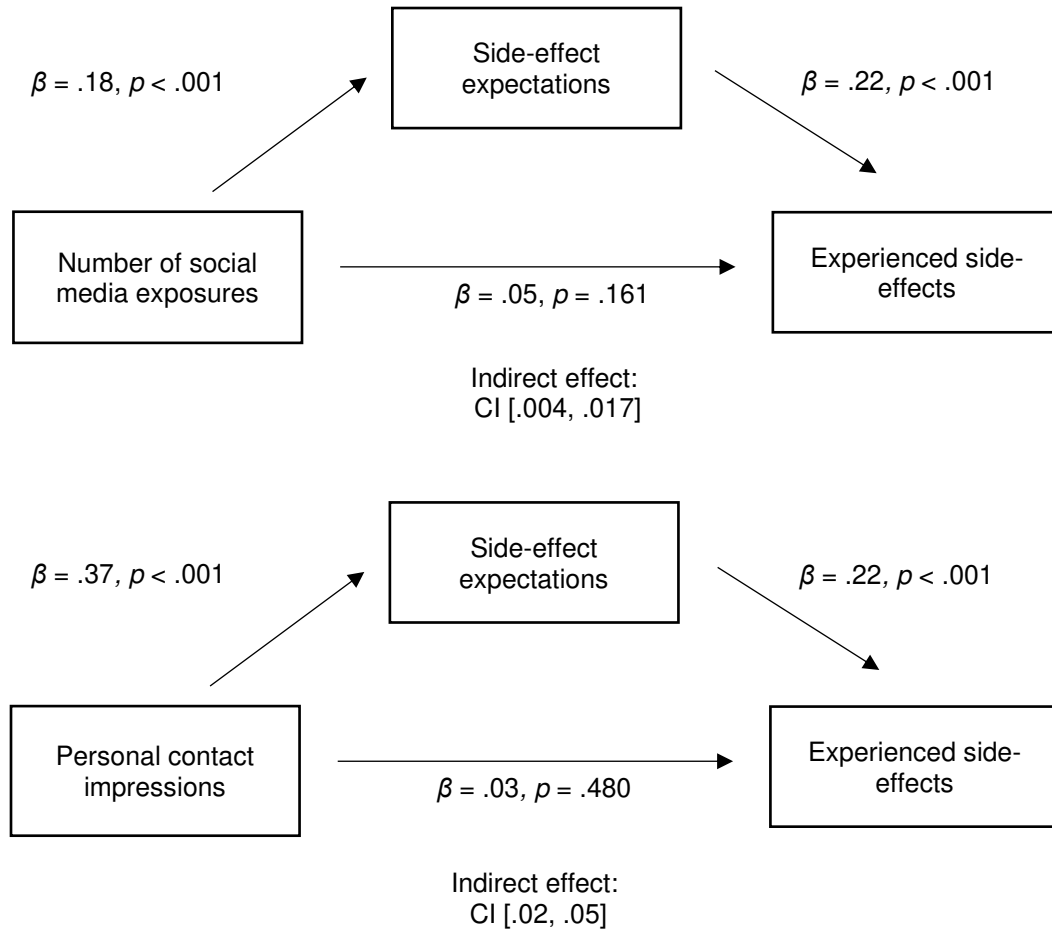 Side-effect
expectations
β = .18, p < .001
β = .22, p < .001
Number of social
media exposures
Experienced side-
effects
β = .05, p = .161
Indirect effect:
CI [.004, .017]
Side-effect
expectations
β = .37, p < .001
β = .22, p < .001
Personal contact
impressions
Experienced side-
effects
β = .03, p = .480
Indirect effect:
CI [.02, .05]